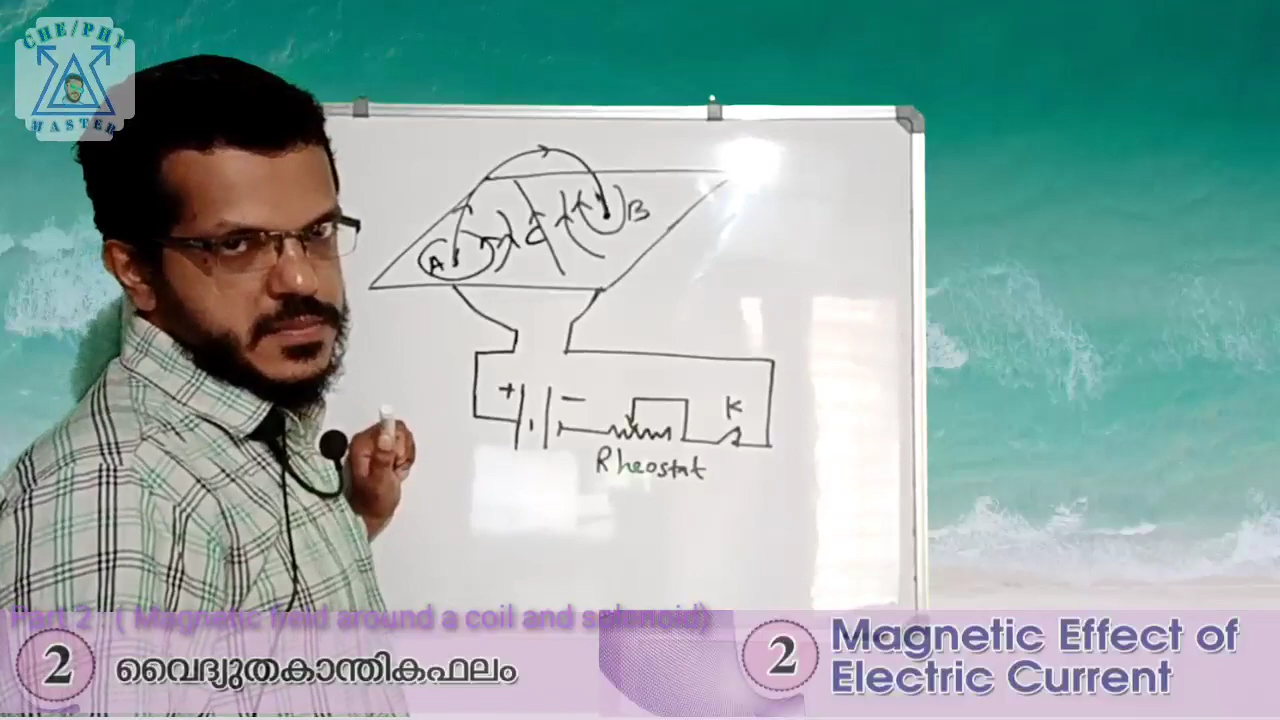 CHE/PHY
MASTER
A
B
+
−
K
Rheostat
Part 2 ( Magnetic field around a coil and solenoid)
2 വൈദ്യുതകാന്തികഫലം
2 Magnetic Effect of
Electric Current